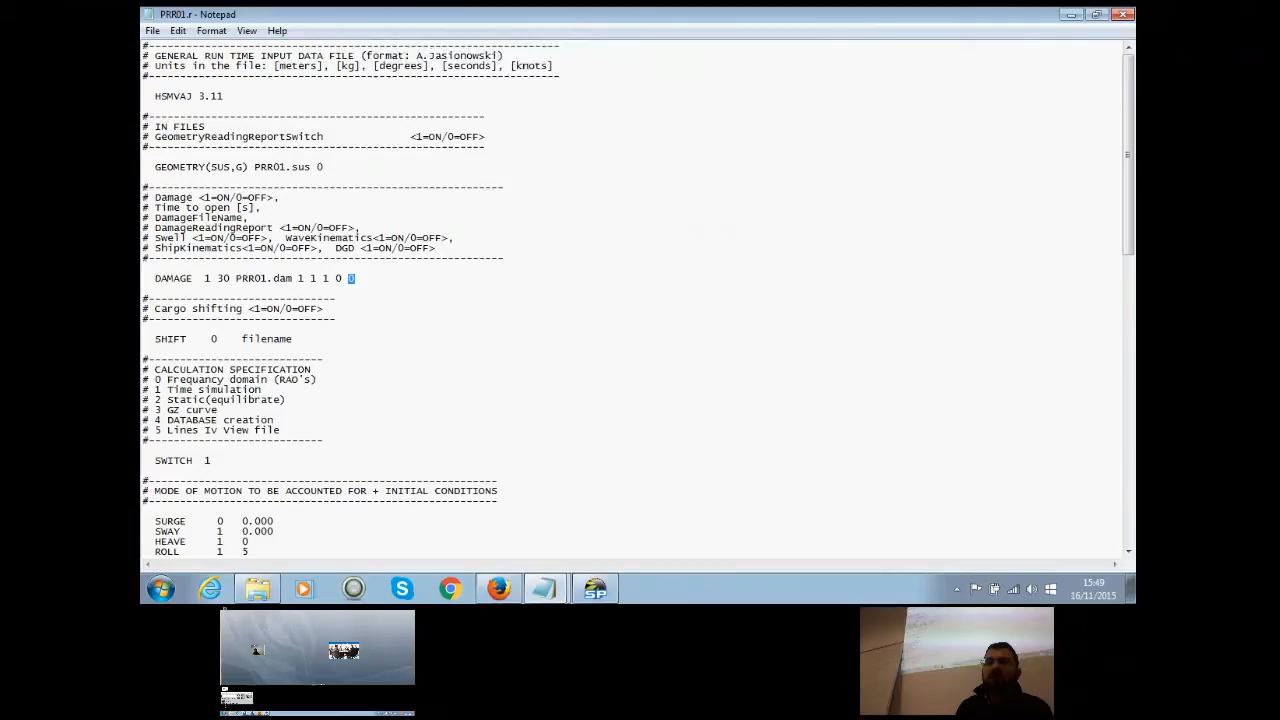 PRR01.r - Notepad
File Edit Format View Help
#------------------------------------------------------------------
# GENERAL RUN TIME INPUT DATA FILE (format: A.Jasionowski)
# Units in the file: [meters], [kg], [degrees], [seconds], [knots]
#------------------------------------------------------------------
HSMVAJ 3.11
#------------------------------------------------------
# IN FILES
# GeometryReadingReportSwitch <1=ON/0=OFF>
#------------------------------------------------------
GEOMETRY(SUS,G) PRR01.sus 0
#---------------------------------------------------------
# Damage <1=ON/0=OFF>,
# Time to open [s],
# DamageFileName,
# DamageReadingReport <1=ON/0=OFF>,
# Swell <1=ON/0=OFF>, WaveKinematics<1=ON/0=OFF>,
# ShipKinematics<1=ON/0=OFF>, DGD <1=ON/0=OFF>
#---------------------------------------------------------
DAMAGE 1 30 PRR01.dam 1 1 1 0 0
#------------------------------
# Cargo shifting <1=ON/0=OFF>
#------------------------------
SHIFT 0 filename
#----------------------------
# CALCULATION SPECIFICATION
# 0 Frequancy domain (RAO's)
# 1 Time simulation
# 2 Static(equilibrate)
# 3 GZ curve
# 4 DATABASE creation
# 5 Lines Iv View file
#----------------------------
SWITCH 1
#--------------------------------------------------------
# MODE OF MOTION TO BE ACCOUNTED FOR + INITIAL CONDITIONS
#--------------------------------------------------------
SURGE 0 0.000
SWAY 1 0.000
HEAVE 1 0
ROLL 1 5
SP
15:49
16/11/2015